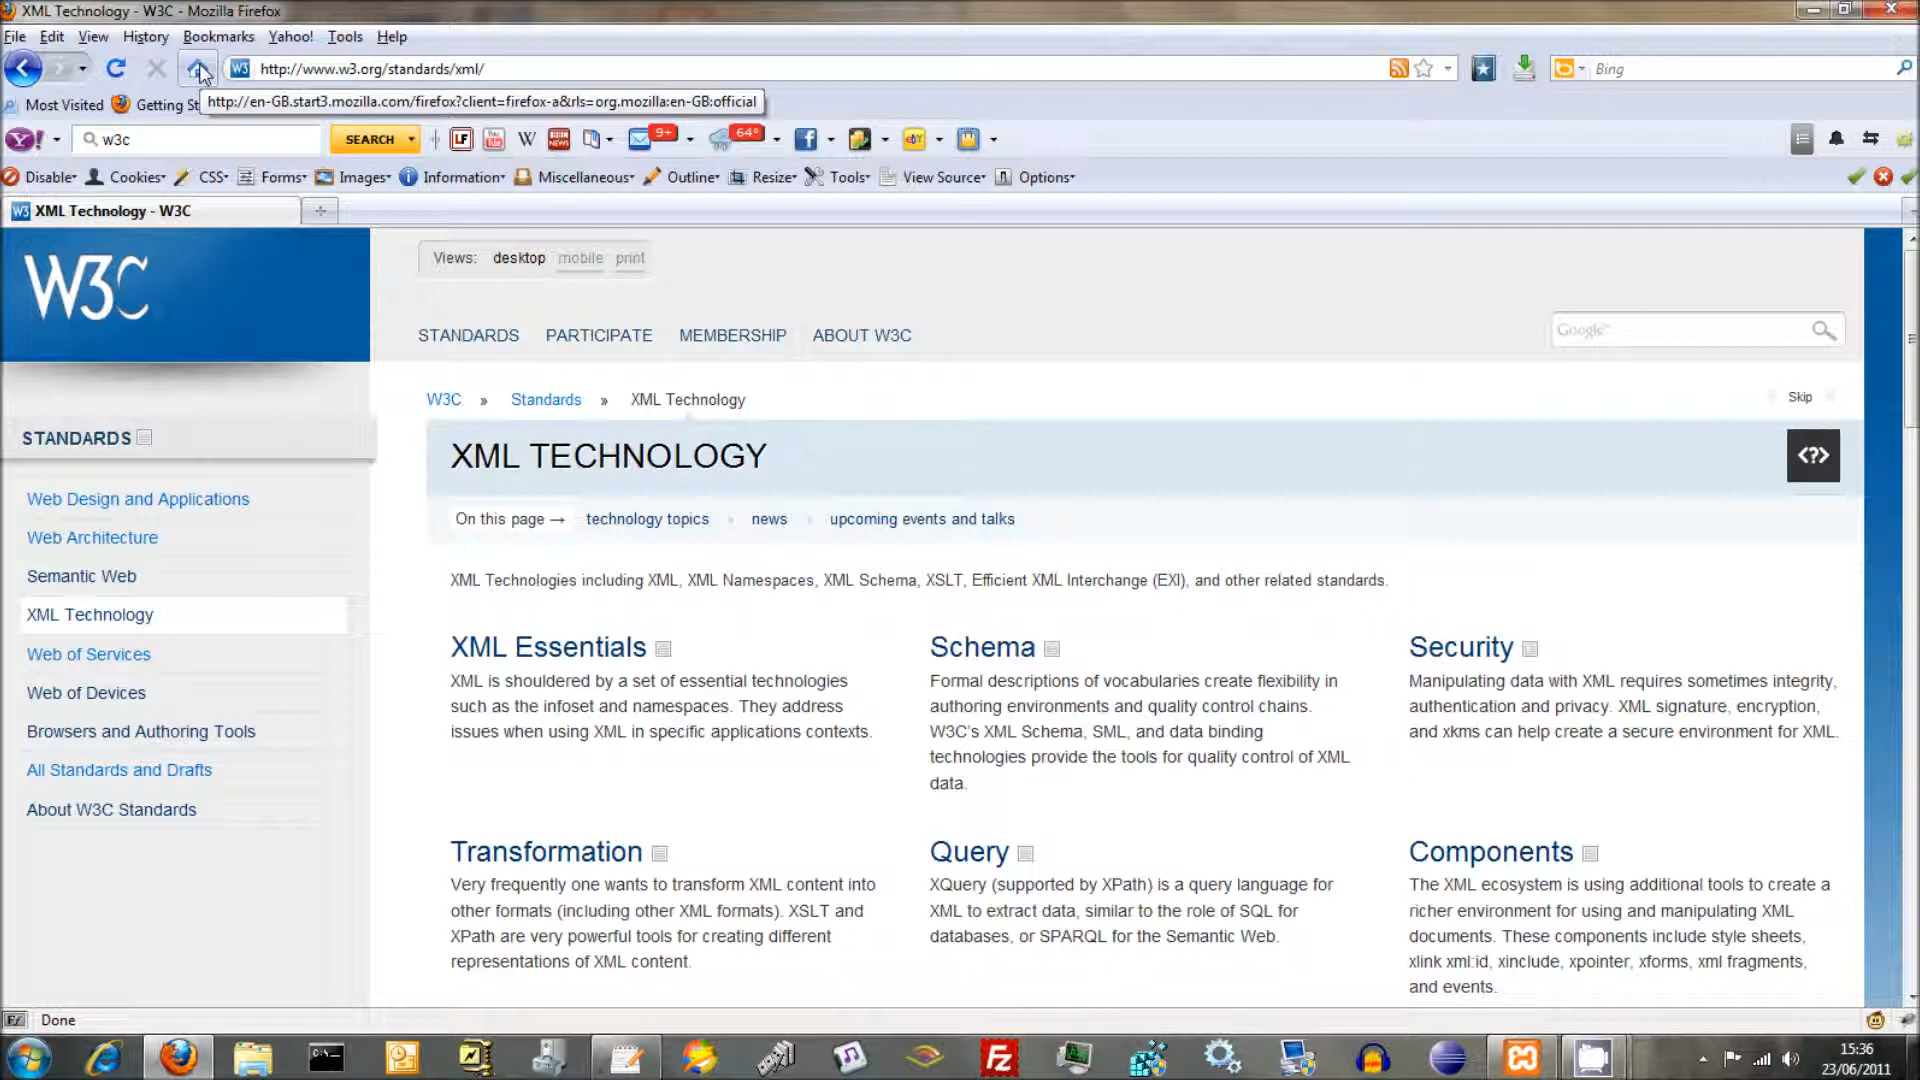 XML Technology - W3C - Mozilla Firefox
File Edit View History Bookmarks Yahoo! Tools Help
W3 http://www.w3.org/standards/xml/ Bing
Most Visited Getting St http://en-GB.start3.mozilla.com/firefox?client=firefox-a&rls=org.mozilla:en-GB:official
Y! w3c SEARCH LF You Tube W BBC NEWS 9+ 64° f
Disable Cookies CSS Forms Images Information Miscellaneous Outline Resize Tools View Source Options
W3 XML Technology - W3C
W3C
Views: desktop mobile print
STANDARDS PARTICIPATE MEMBERSHIP ABOUT W3C
Google™
W3C » Standards » XML Technology
Skip
STANDARDS
Web Design and Applications
Web Architecture
Semantic Web
XML Technology
Web of Services
Web of Devices
Browsers and Authoring Tools
All Standards and Drafts
About W3C Standards
XML TECHNOLOGY
<?>
On this page → technology topics news upcoming events and talks
XML Technologies including XML, XML Namespaces, XML Schema, XSLT, Efficient XML Interchange (EXI), and other related standards.
XML Essentials
XML is shouldered by a set of essential technologies
such as the infoset and namespaces. They address
issues when using XML in specific applications contexts.
Schema
Formal descriptions of vocabularies create flexibility in
authoring environments and quality control chains.
W3C's XML Schema, SML, and data binding
technologies provide the tools for quality control of XML
data.
Security
Manipulating data with XML requires sometimes integrity,
authentication and privacy. XML signature, encryption,
and xkms can help create a secure environment for XML.
Transformation
Very frequently one wants to transform XML content into
other formats (including other XML formats). XSLT and
XPath are very powerful tools for creating different
representations of XML content.
Query
XQuery (supported by XPath) is a query language for
XML to extract data, similar to the role of SQL for
databases, or SPARQL for the Semantic Web.
Components
The XML ecosystem is using additional tools to create a
richer environment for using and manipulating XML
documents. These components include style sheets,
xlink xml:id, xinclude, xpointer, xforms, xml fragments,
and events.
Done
15:36
23/06/2011